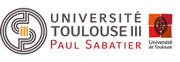 UNIVERSITÉ
TOULOUSE III
PAUL SABATIER
Université
de Toulouse